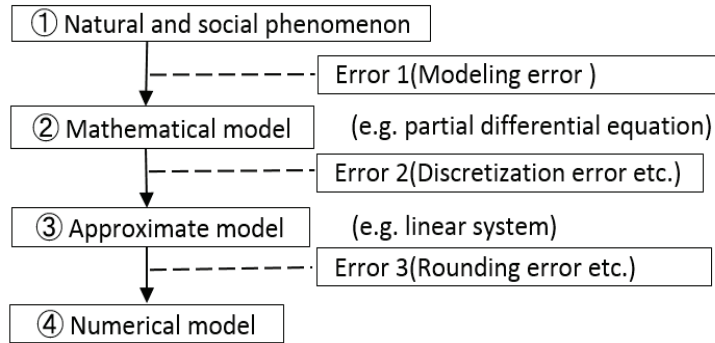 ① Natural and social phenomenon
Error 1(Modeling error )
② Mathematical model
(e.g. partial differential equation)
Error 2(Discretization error etc.)
③ Approximate model
(e.g. linear system)
Error 3(Rounding error etc.)
④ Numerical model